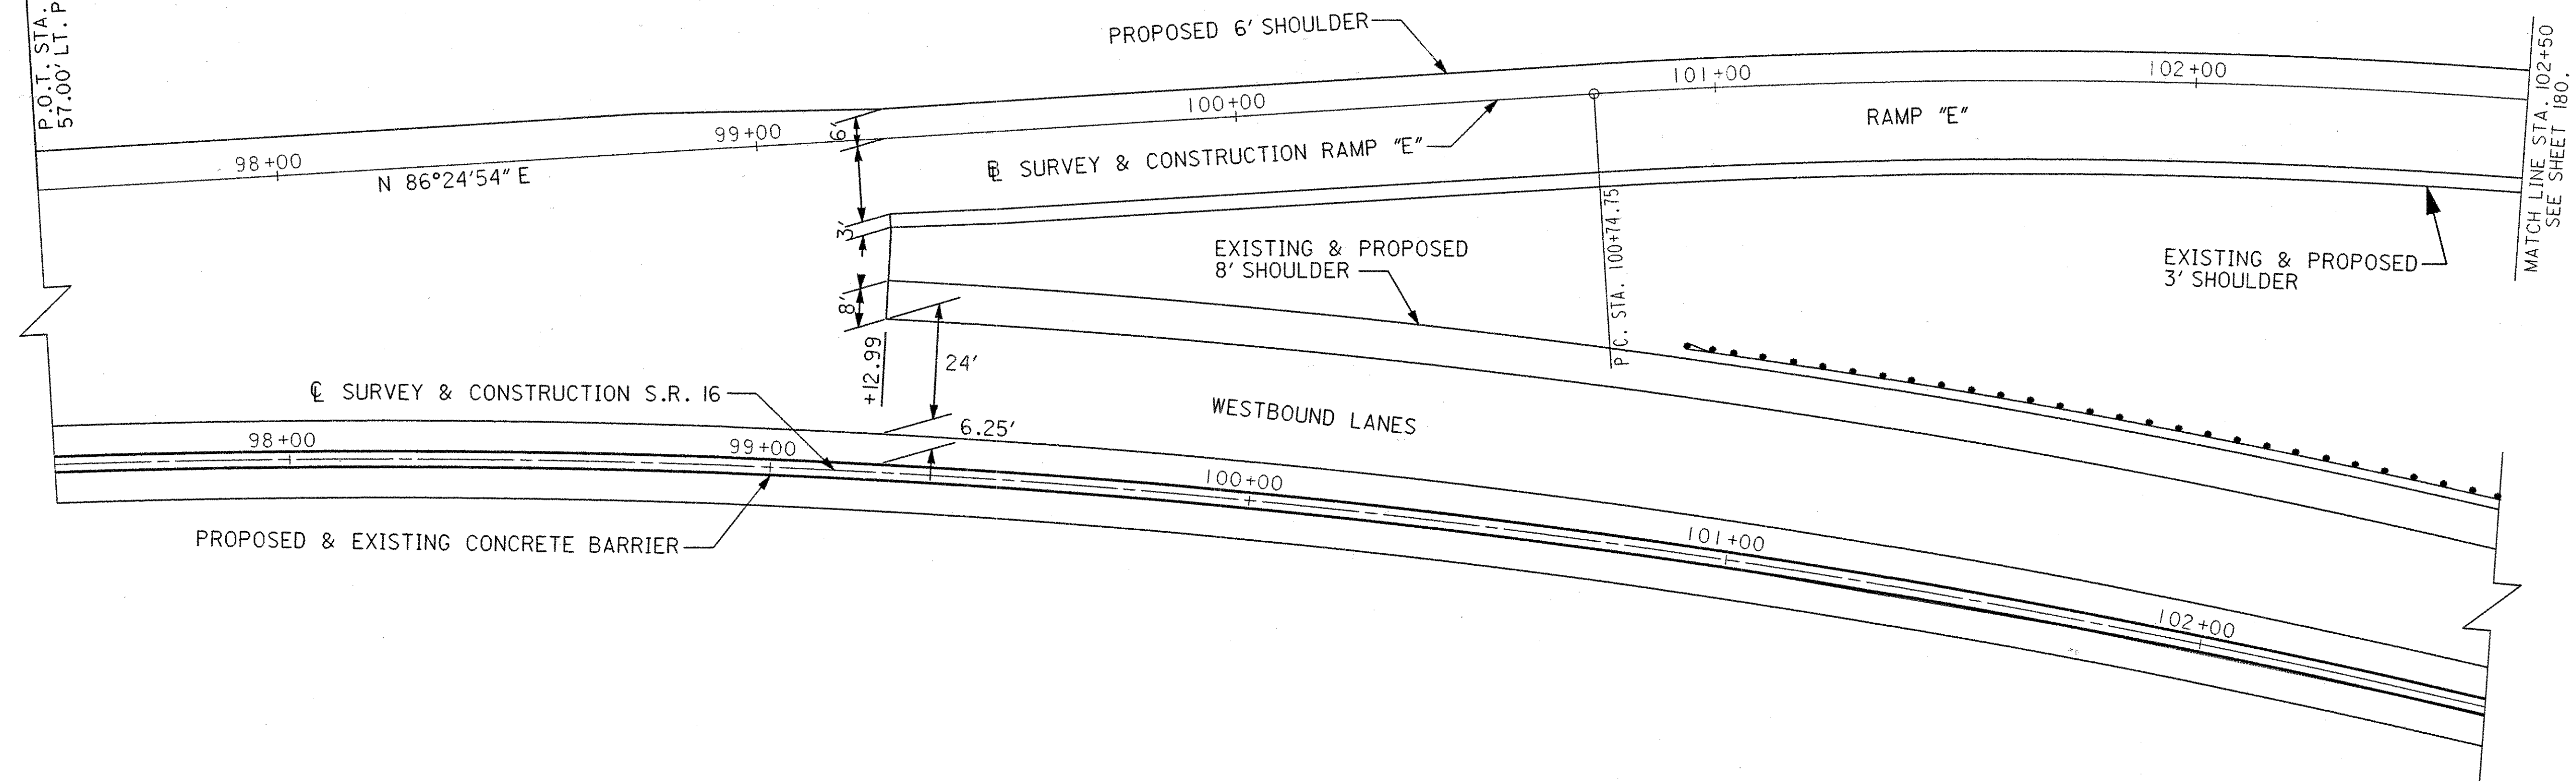 P.O.T. STA.
57.00' LT. P
PROPOSED 6' SHOULDER
98+00
99+00
100+00
101+00
102+00
N 86°24'54" E
6'
℄ SURVEY & CONSTRUCTION RAMP "E"
RAMP "E"
MATCH LINE STA. 102+50
SEE SHEET 180.
3'
EXISTING & PROPOSED
8' SHOULDER
P.C. STA. 100+74.75
EXISTING & PROPOSED
3' SHOULDER
8'
+12.99
24'
6.25'
℄ SURVEY & CONSTRUCTION S.R. 16
WESTBOUND LANES
98+00
99+00
100+00
101+00
102+00
PROPOSED & EXISTING CONCRETE BARRIER